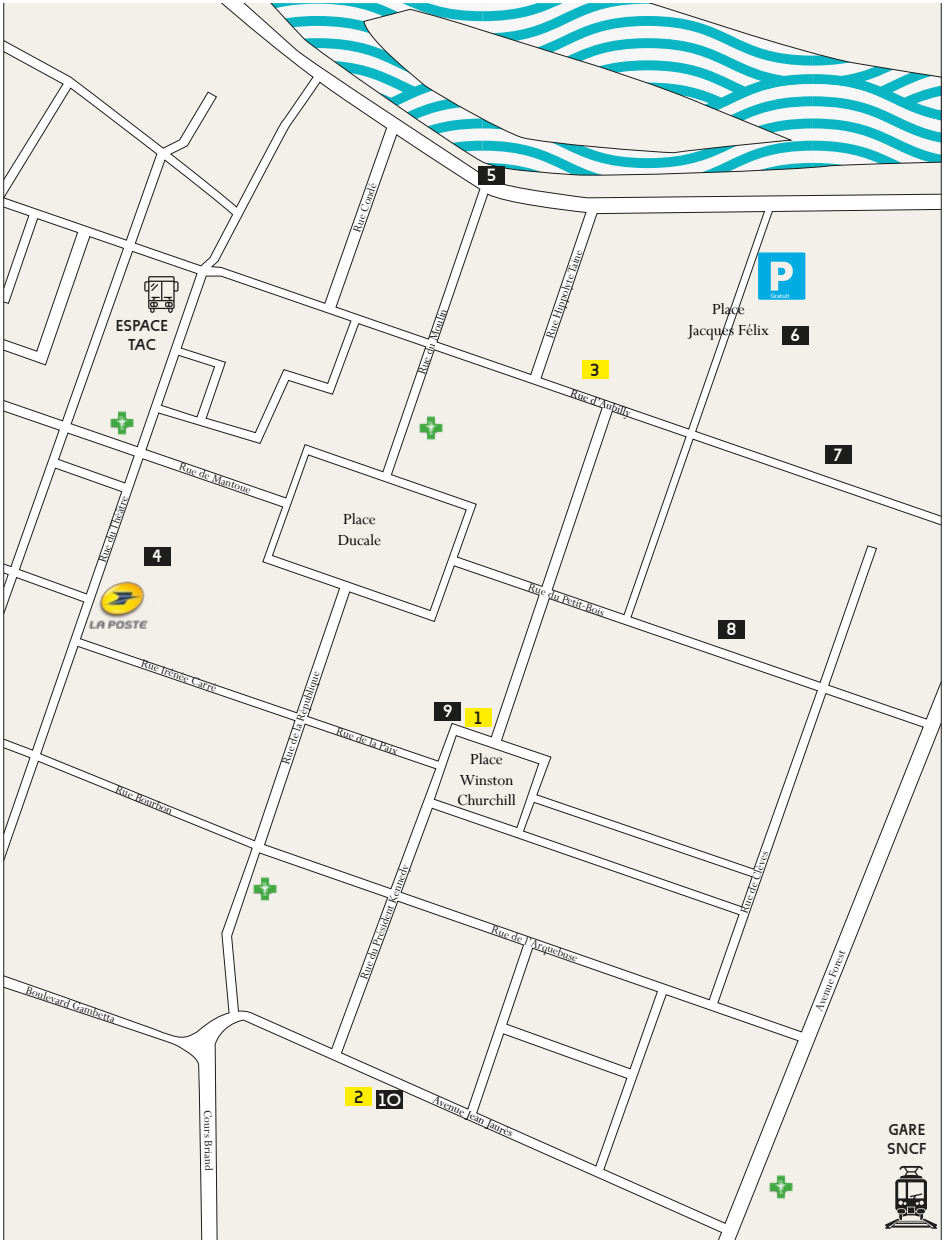 5
Rue Condé
Rue Hippolyte Taine
P
Gratuit
ESPACE
TAC
Place
Jacques Félix
6
Rue du Moulin
3
Rue d'Aubilly
7
Rue de Mantoue
Place
Ducale
Rue du Théâtre
4
LA POSTE
Rue du Petit-Bois
8
Rue Irénée Carré
Rue de la République
9
1
Rue de la Paix
Place
Winston
Churchill
Rue Bourbon
Rue de Clèves
Rue du Président Kennedy
Rue de l'Arquebuse
Avenue Forest
Boulevard Gambetta
2
10
Avenue Jean Jaurès
Cours Briand
GARE
SNCF